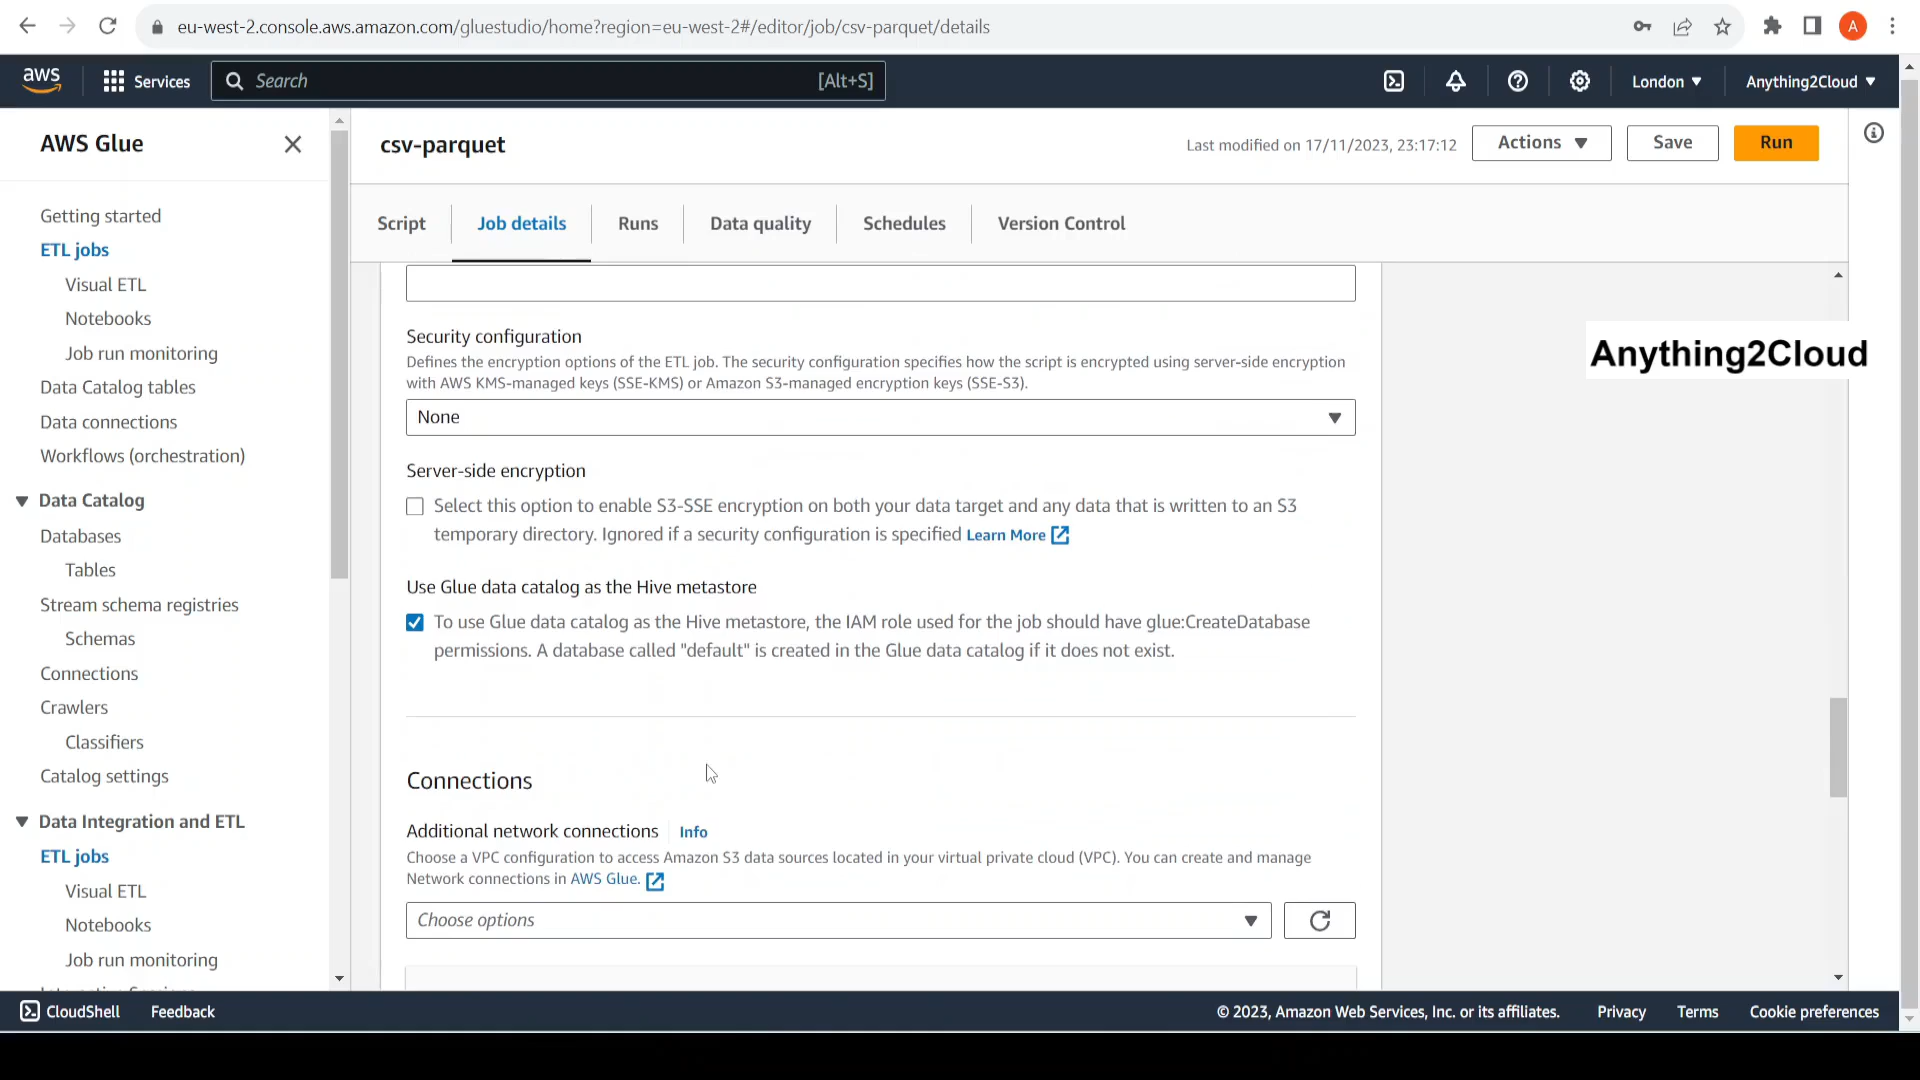 eu-west-2.console.aws.amazon.com/gluestudio/home?region=eu-west-2#/editor/job/csv-parquet/details
A
aws
Services
Search
[Alt+S]
London
Anything2Cloud
AWS Glue
csv-parquet
Last modified on 17/11/2023, 23:17:12
Actions
Save
Run
Script
Job details
Runs
Data quality
Schedules
Version Control
Getting started
ETL jobs
Visual ETL
Notebooks
Job run monitoring
Data Catalog tables
Data connections
Workflows (orchestration)
Data Catalog
Databases
Tables
Stream schema registries
Schemas
Connections
Crawlers
Classifiers
Catalog settings
Data Integration and ETL
ETL jobs
Visual ETL
Notebooks
Job run monitoring
Security configuration
Defines the encryption options of the ETL job. The security configuration specifies how the script is encrypted using server-side encryption
with AWS KMS-managed keys (SSE-KMS) or Amazon S3-managed encryption keys (SSE-S3).
None
Server-side encryption
Select this option to enable S3-SSE encryption on both your data target and any data that is written to an S3
temporary directory. Ignored if a security configuration is specified Learn More
Use Glue data catalog as the Hive metastore
To use Glue data catalog as the Hive metastore, the IAM role used for the job should have glue:CreateDatabase
permissions. A database called "default" is created in the Glue data catalog if it does not exist.
Connections
Additional network connections
Info
Choose a VPC configuration to access Amazon S3 data sources located in your virtual private cloud (VPC). You can create and manage
Network connections in AWS Glue.
Choose options
Anything2Cloud
CloudShell
Feedback
© 2023, Amazon Web Services, Inc. or its affiliates.
Privacy
Terms
Cookie preferences